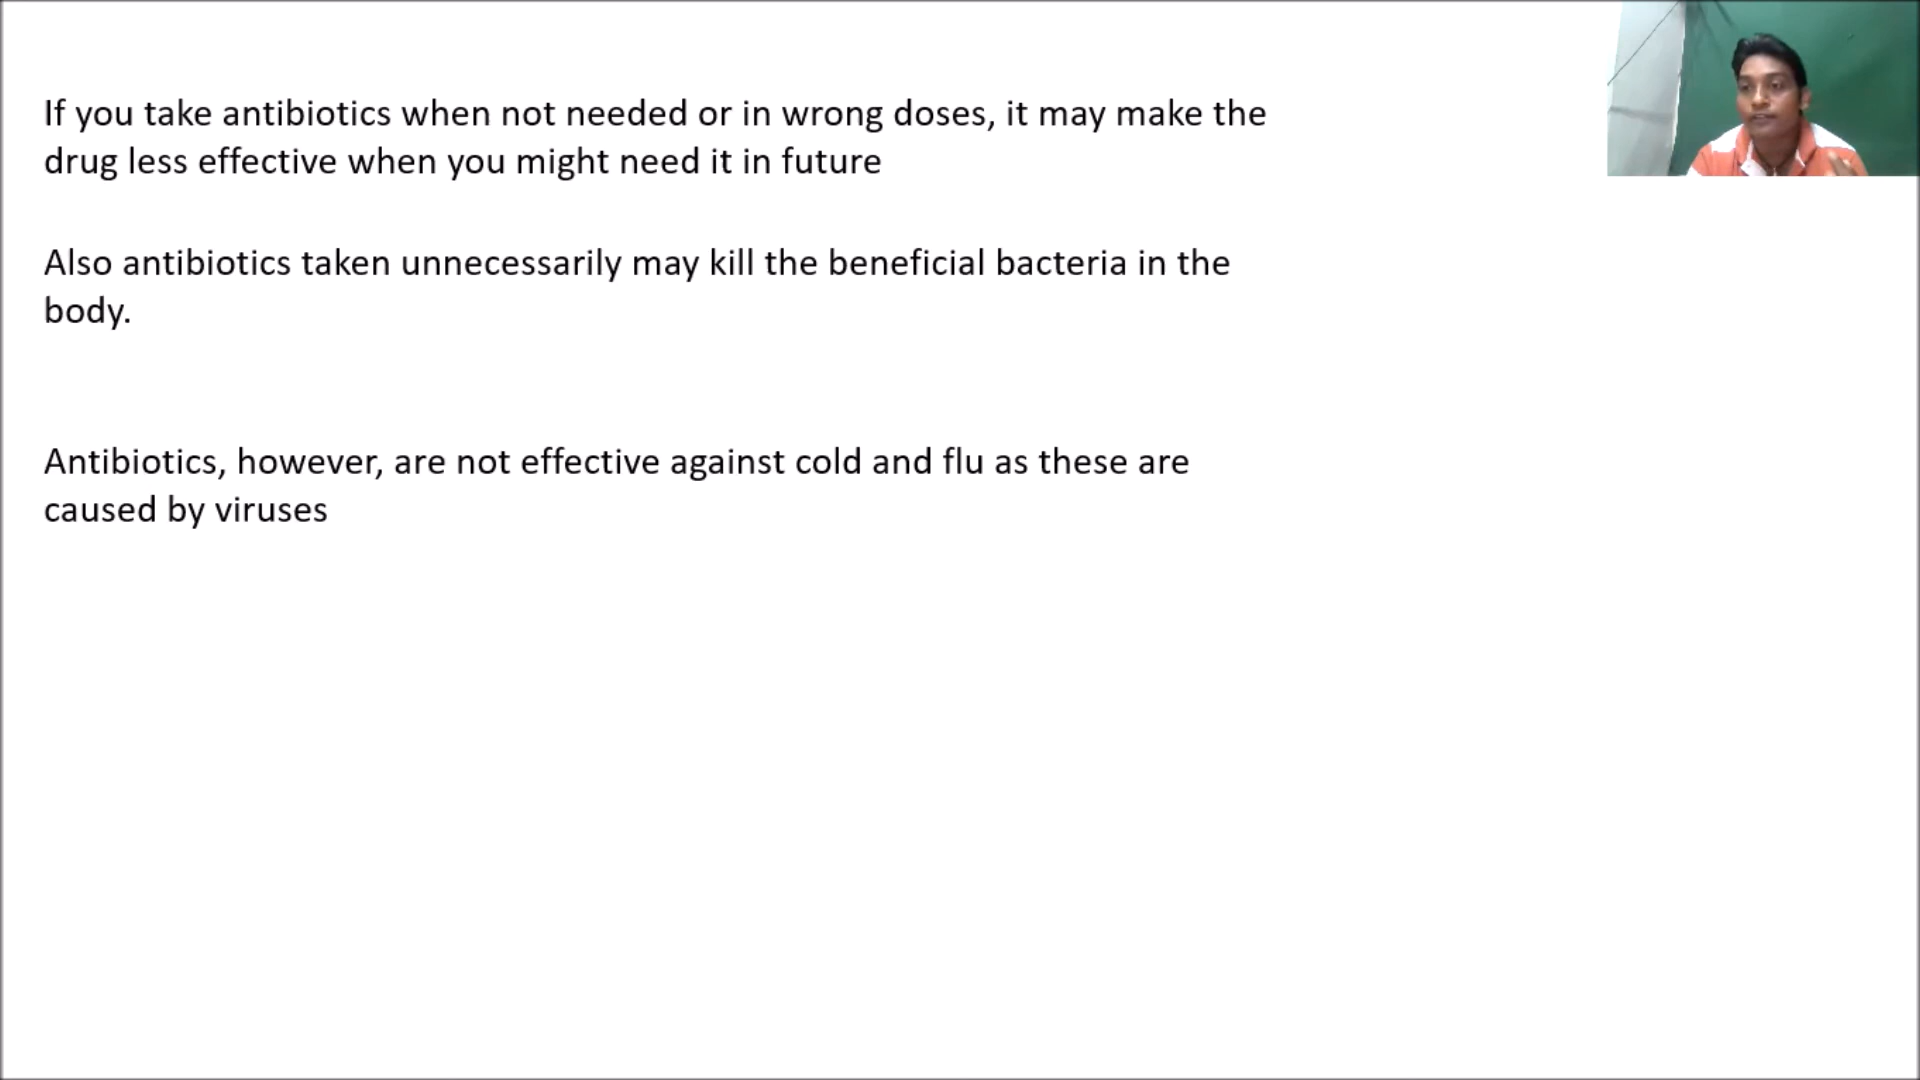 If you take antibiotics when not needed or in wrong doses, it may make the
drug less effective when you might need it in future
Also antibiotics taken unnecessarily may kill the beneficial bacteria in the
body.
Antibiotics, however, are not effective against cold and flu as these are
caused by viruses